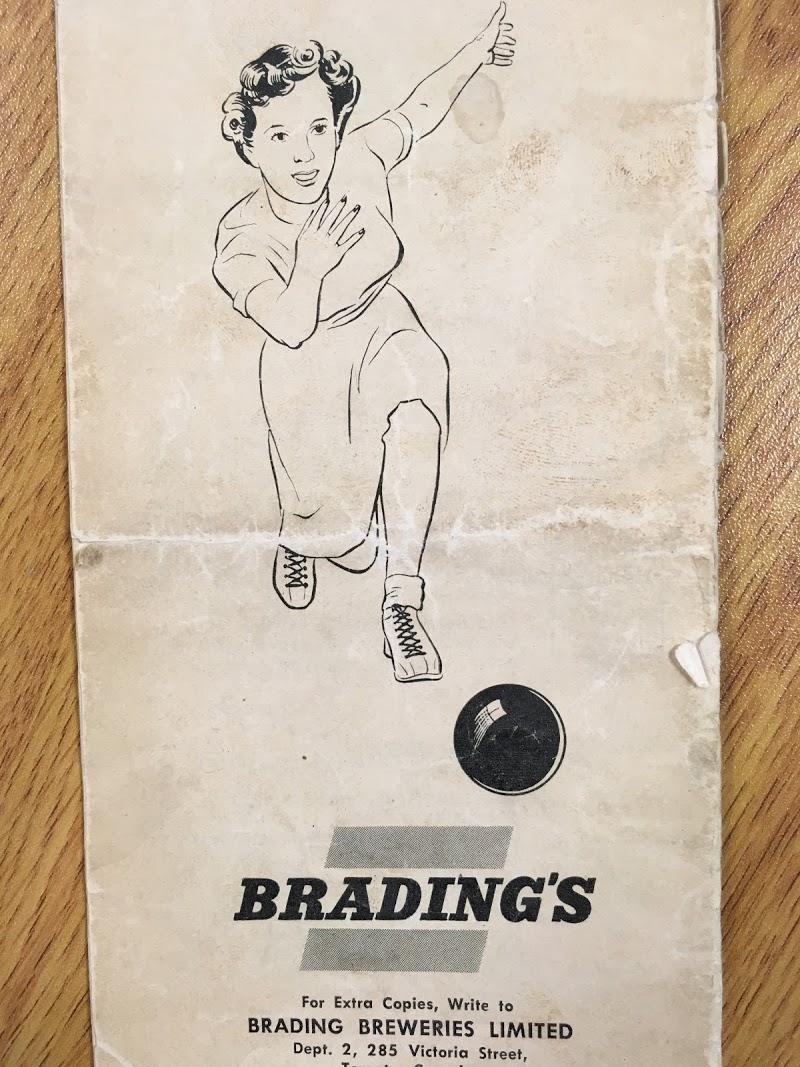 BRADING'S
For Extra Copies, Write to
BRADING BREWERIES LIMITED
Dept. 2, 285 Victoria Street,